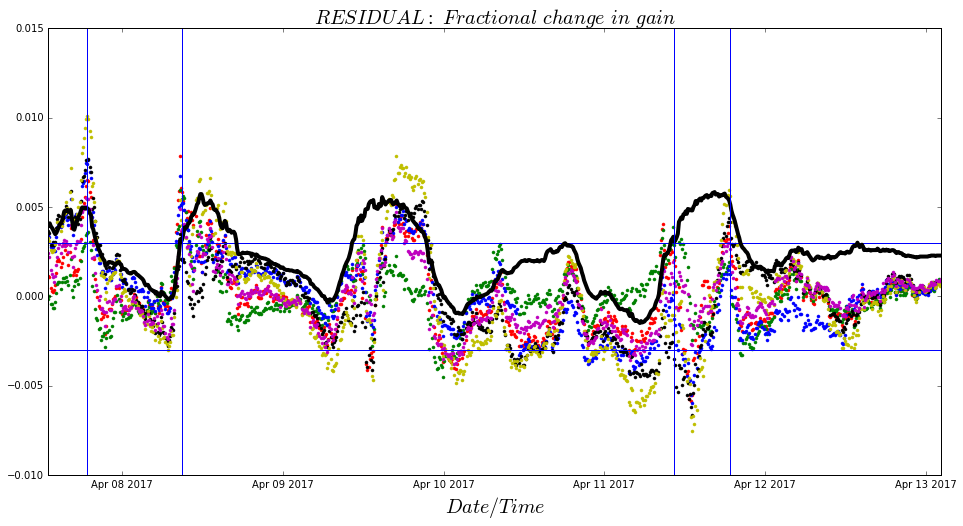 RESIDUAL: Fractional change in gain
0.015
0.010
0.005
0.000
−0.005
−0.010
Apr 08 2017 Apr 09 2017 Apr 10 2017 Apr 11 2017 Apr 12 2017 Apr 13 2017
Date/Time